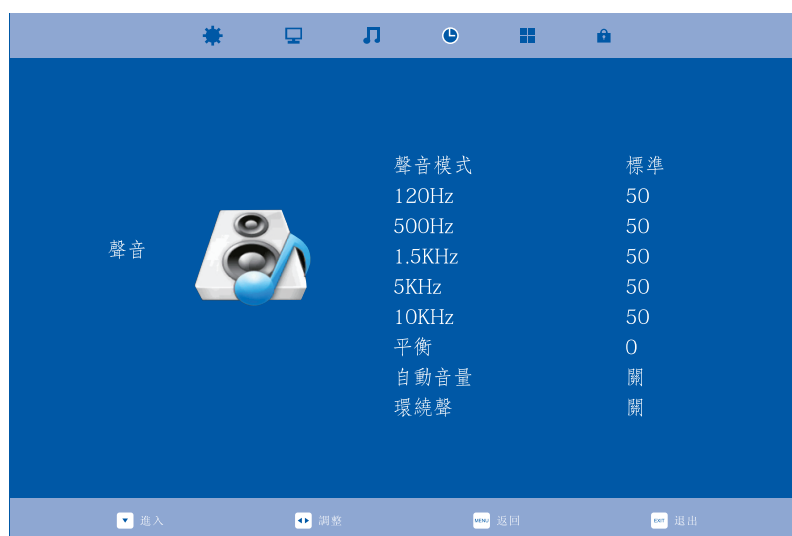 聲音
聲音模式 標準
120Hz 50
500Hz 50
1.5KHz 50
5KHz 50
10KHz 50
平衡 0
自動音量 關
環繞聲 關
進入 調整 MENU 返回 EXIT 退出